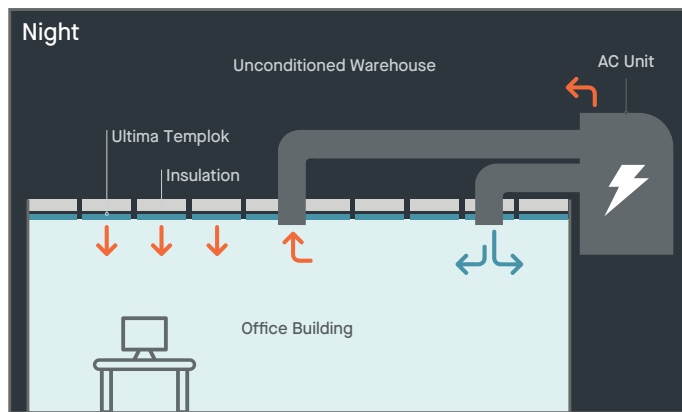 Night
Unconditioned Warehouse
AC Unit
Ultima Templok
Insulation
Office Building